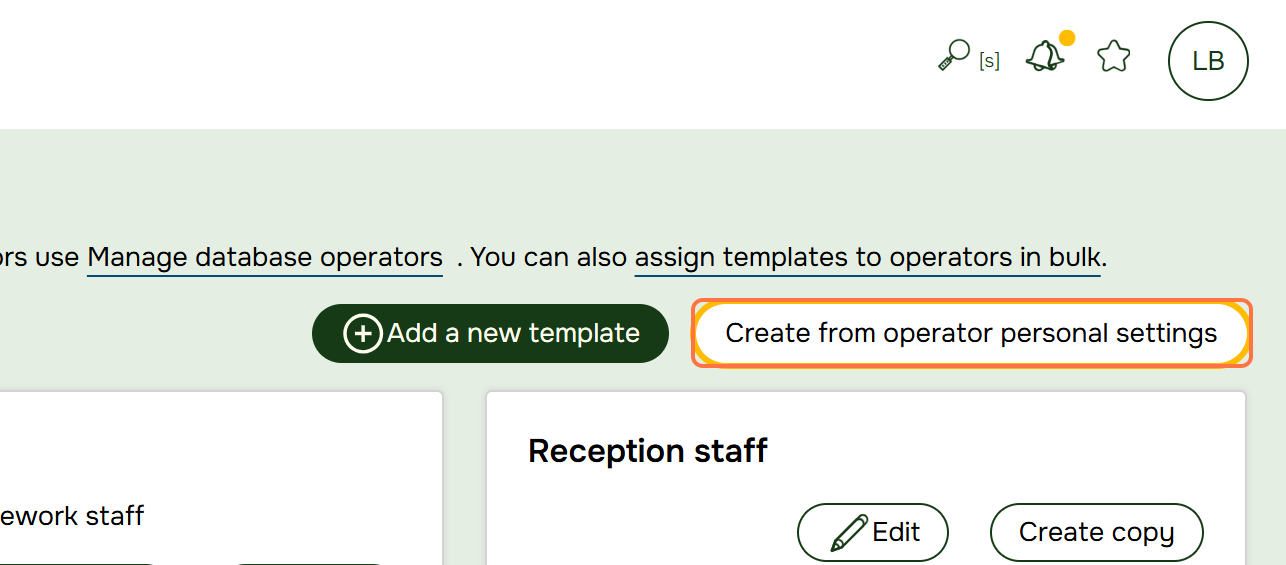 [s]
LB
ors use Manage database operators . You can also assign templates to operators in bulk.
Add a new template
Create from operator personal settings
Reception staff
ework staff
Edit
Create copy